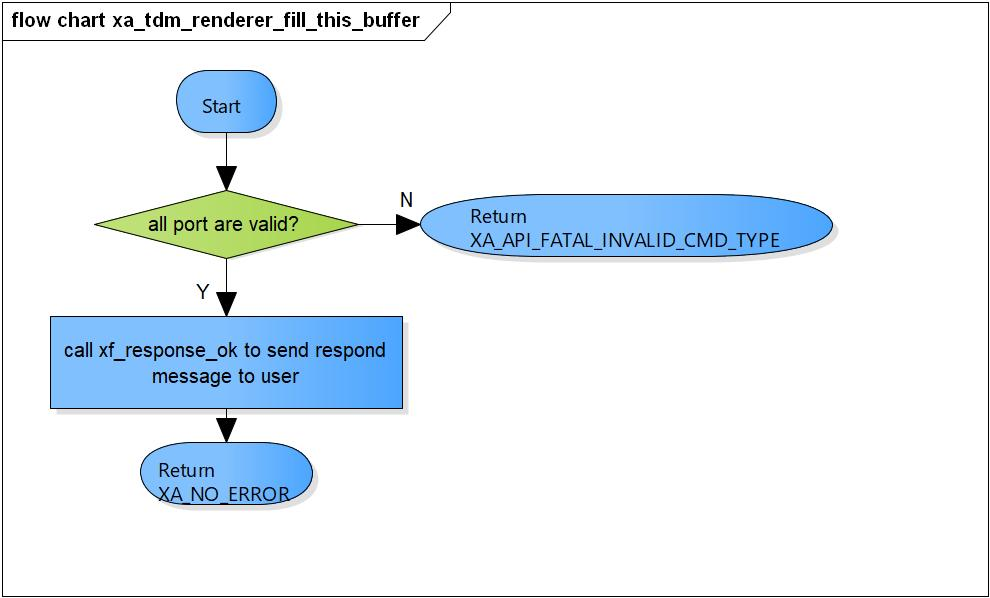 flow chart xa_tdm_renderer_fill_this_buffer
Start
all port are valid?
N
Return
XA_API_FATAL_INVALID_CMD_TYPE
Y
call xf_response_ok to send respond
message to user
Return
XA_NO_ERROR